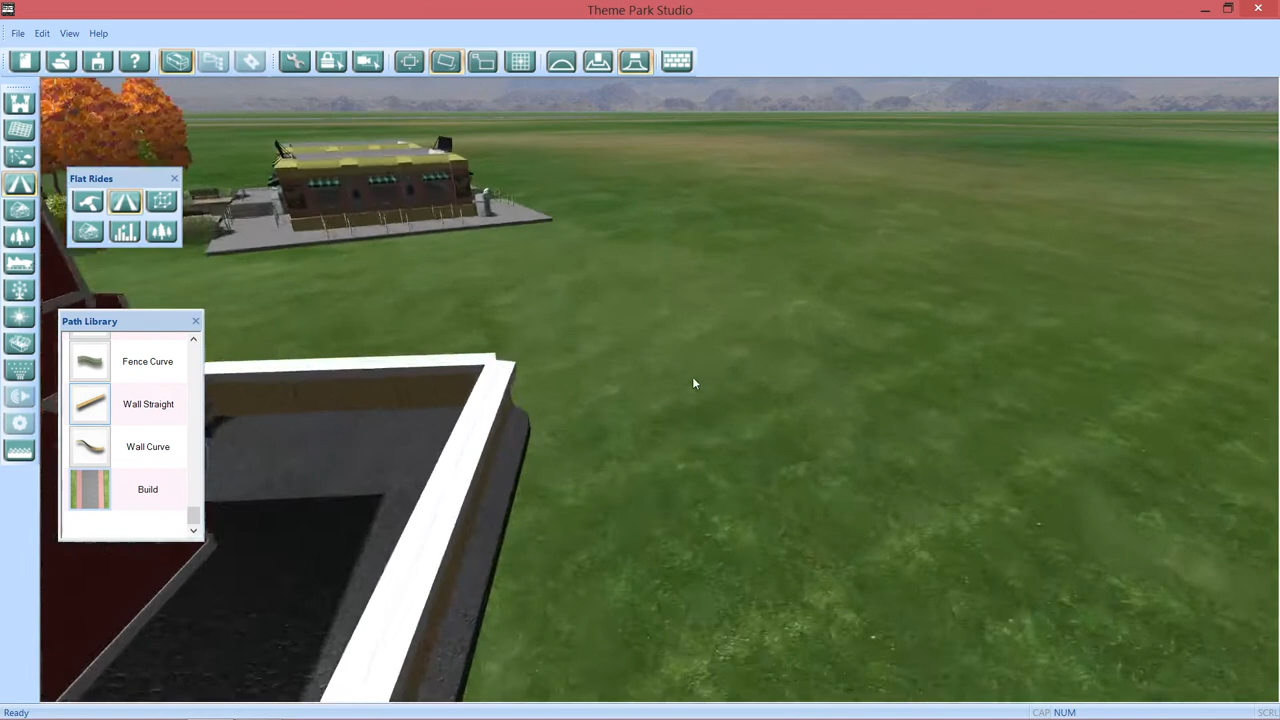 Theme Park Studio
File Edit View Help
Flat Rides
Path Library
Fence Curve
Wall Straight
Wall Curve
Build
Ready
CAP NUM SCRL